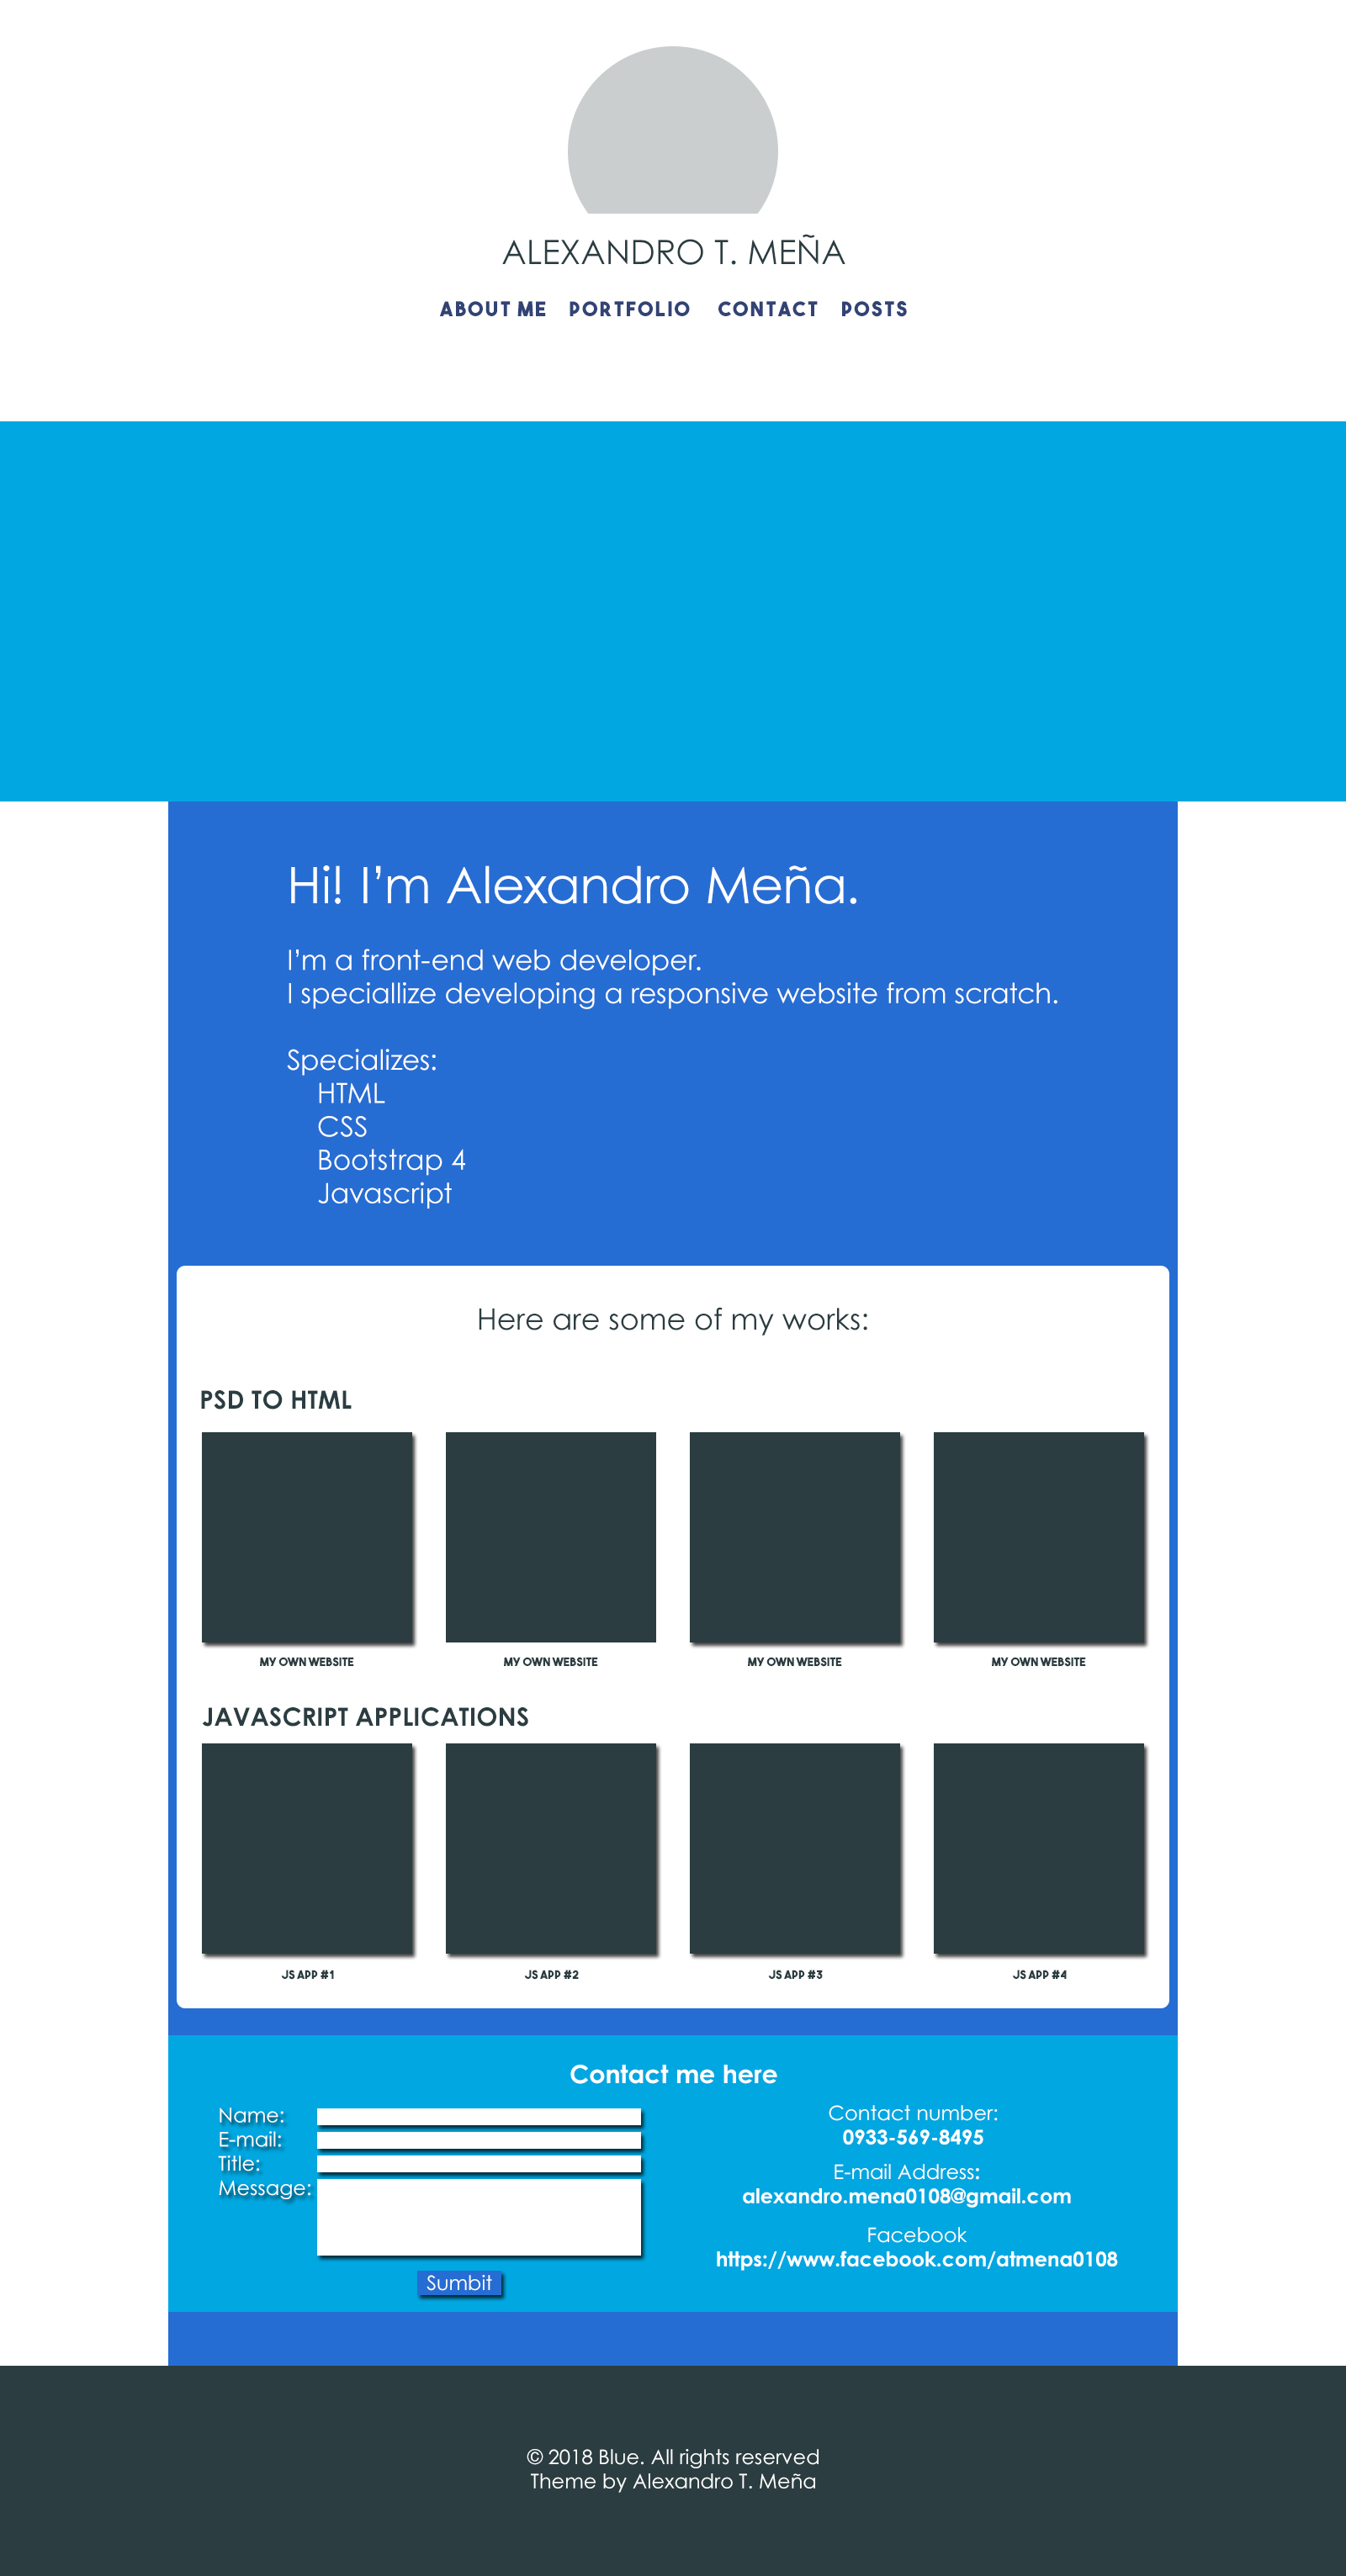 ALEXANDRO T. MEÑA
ABOUT ME PORTFOLIO CONTACT POSTS
Hi! I’m Alexandro Meña.
I’m a front-end web developer.
I speciallize developing a responsive website from scratch.
Specializes:
HTML
CSS
Bootstrap 4
Javascript
Here are some of my works:
PSD TO HTML
MY OWN WEBSITE MY OWN WEBSITE MY OWN WEBSITE MY OWN WEBSITE
JAVASCRIPT APPLICATIONS
JS APP #1 JS APP #2 JS APP #3 JS APP #4
Contact me here
Name:
E-mail:
Title:
Message:
Sumbit
Contact number:
0933-569-8495
E-mail Address:
alexandro.mena0108@gmail.com
Facebook
https://www.facebook.com/atmena0108
© 2018 Blue. All rights reserved
Theme by Alexandro T. Meña